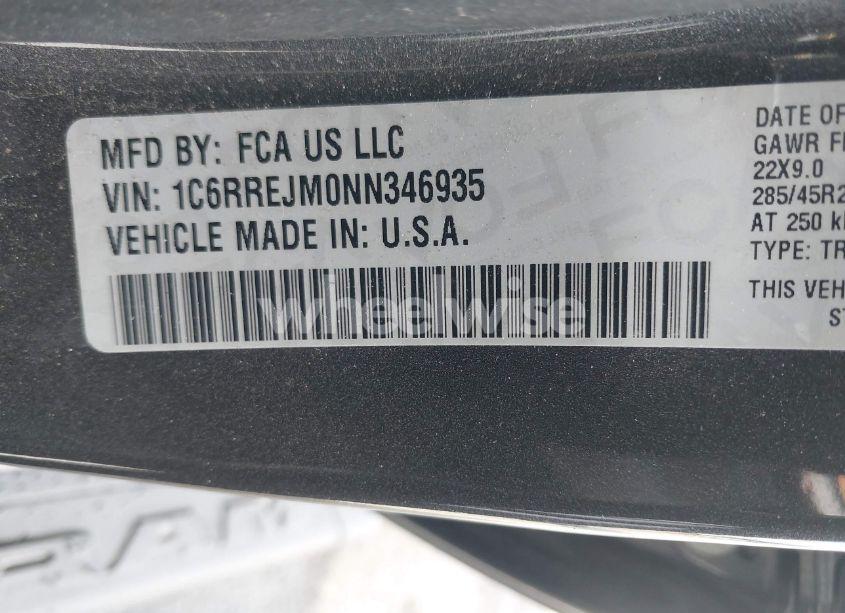 MFD BY: FCA US LLC
VIN: 1C6RREJM0NN346935
VEHICLE MADE IN: U.S.A.
wheelwise
DATE OF
GAWR F
22X9.0
285/45R2
AT 250 k
TYPE: TR
THIS VEH
ST